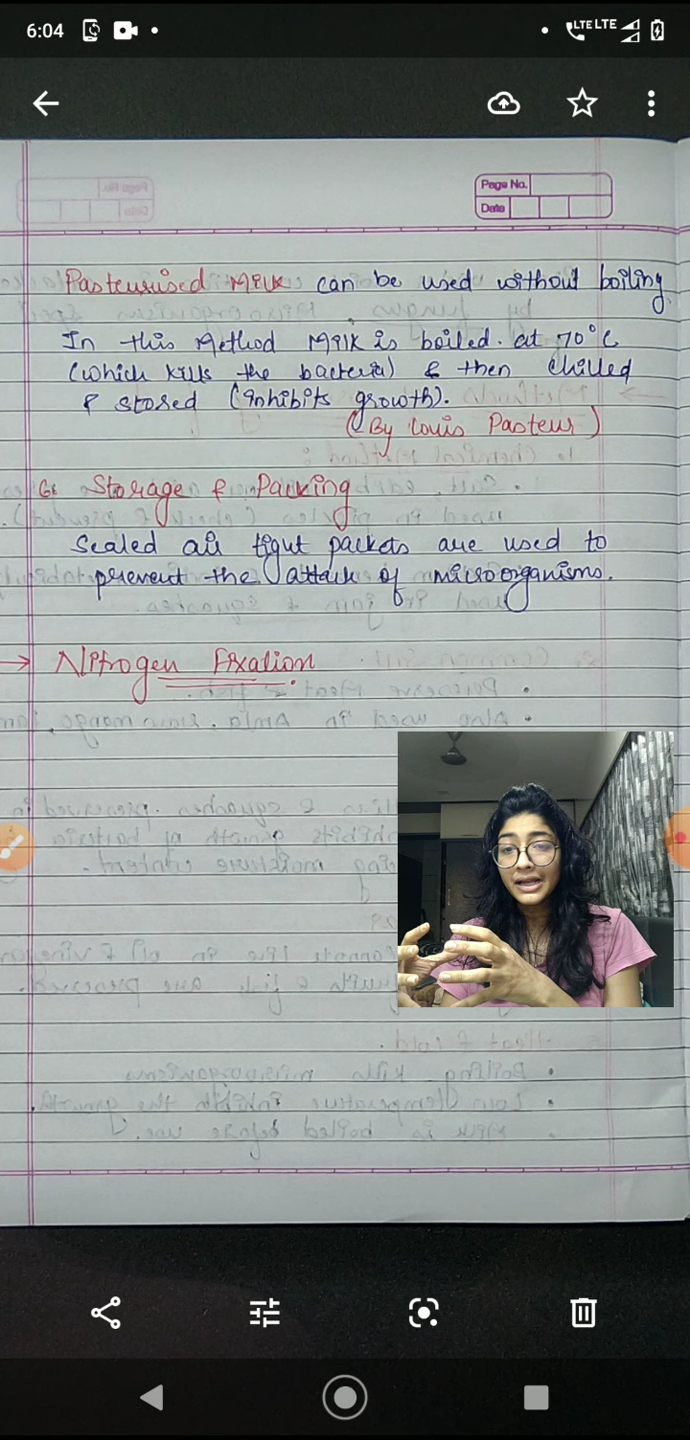 6:04
LTE LTE
Page No.
Date
Pasteurised Milk can be used without boiling
In this Method Milk is boiled at 70°C
(which kills the bacteria) & then chilled
& stored (inhibits growth).
(By Louis Pasteur)
6. Storage & Packing
Sealed air tight packets are used to
prevent the attack of microorganisms.
→ Nitrogen Fixation.